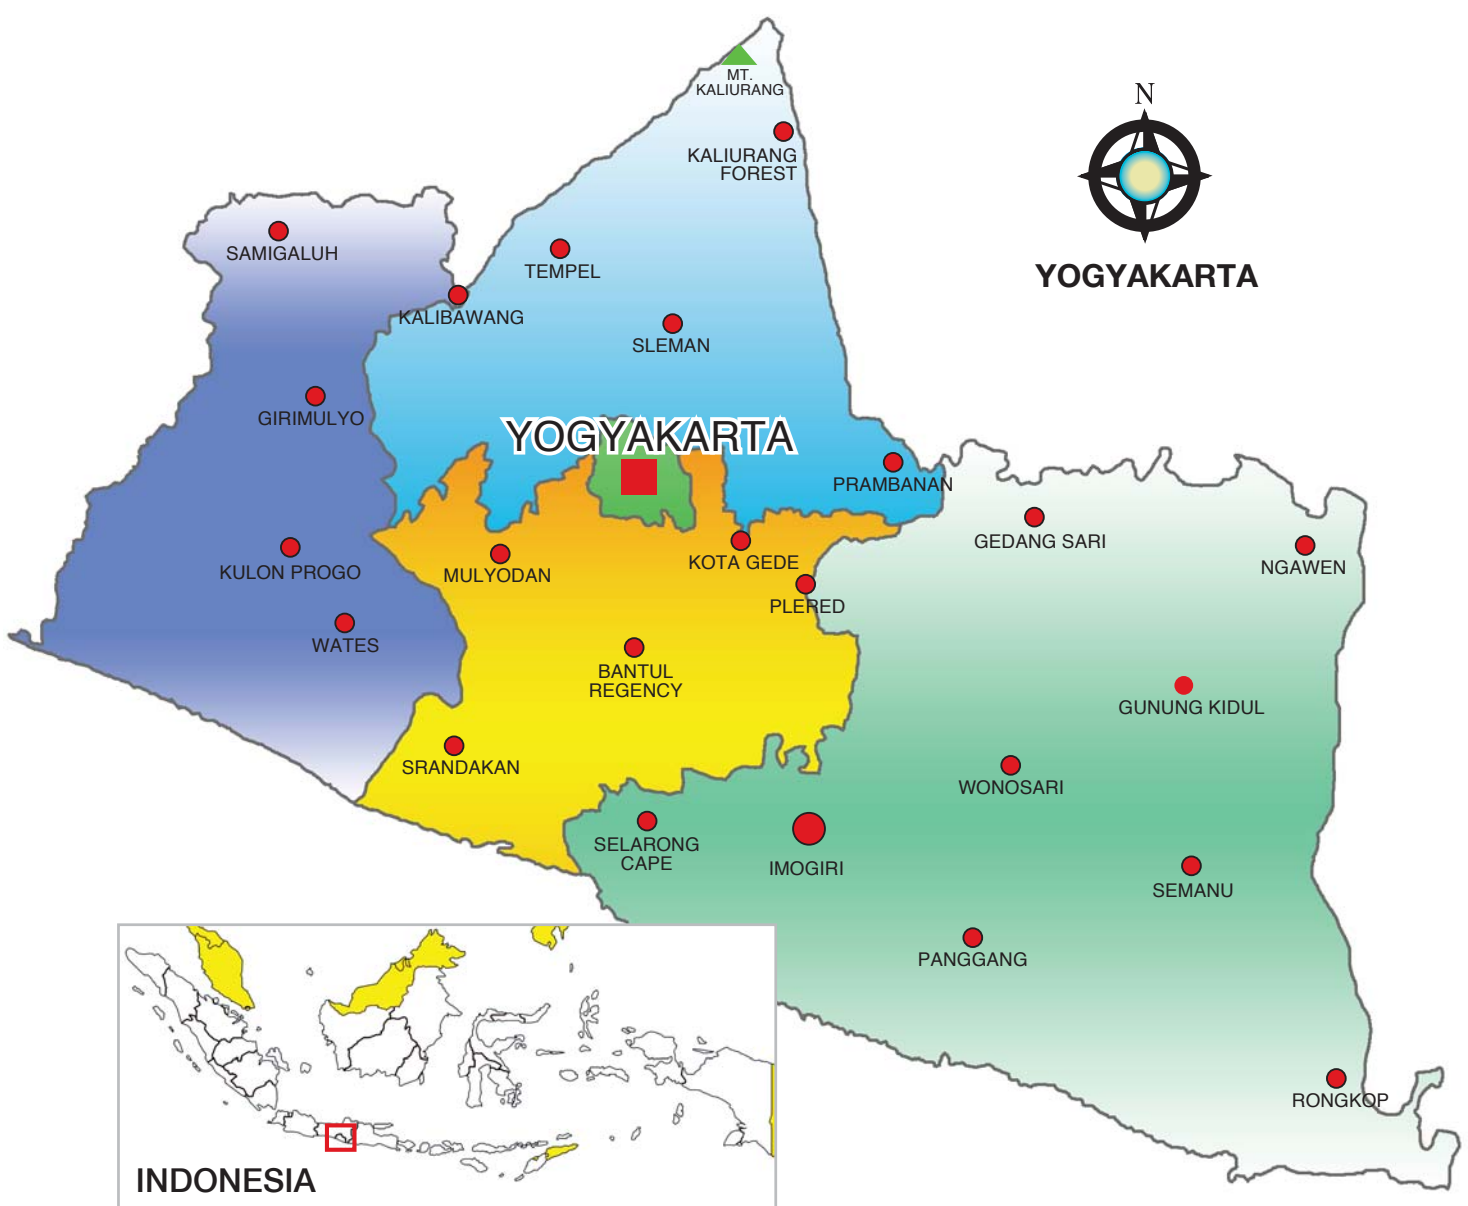 MT.
KALIURANG
N
KALIURANG
FOREST
SAMIGALUH
TEMPEL
YOGYAKARTA
KALIBAWANG
SLEMAN
GIRIMULYO
YOGYAKARTA
PRAMBANAN
GEDANG SARI
KULON PROGO
MULYODAN
KOTA GEDE
NGAWEN
PLERED
WATES
BANTUL
REGENCY
GUNUNG KIDUL
SRANDAKAN
WONOSARI
SELARONG
CAPE
IMOGIRI
SEMANU
PANGGANG
RONGKOP
INDONESIA